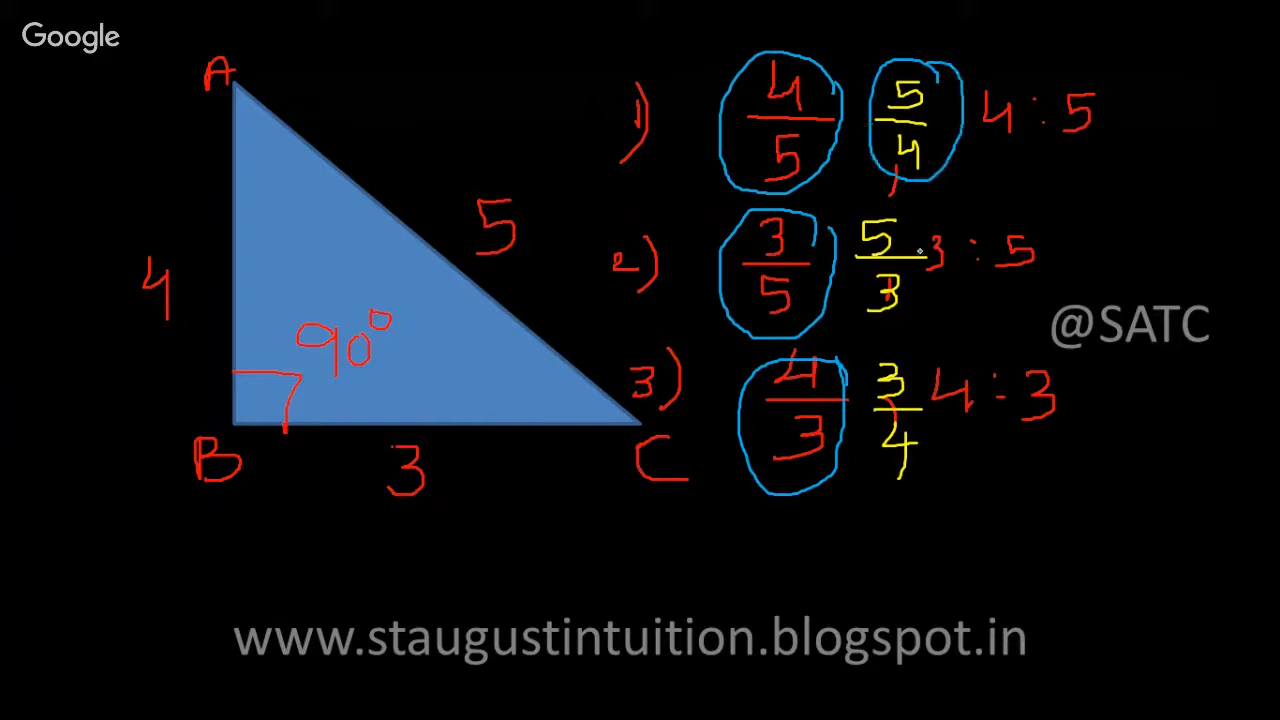 Google
A
4
5
90°
B
3
C
1) 4/5 5/4 4 : 5
2) 3/5 5/3 3 : 5
3) 4/3 3/4 4 : 3
@SATC
www.staugustintuition.blogspot.in